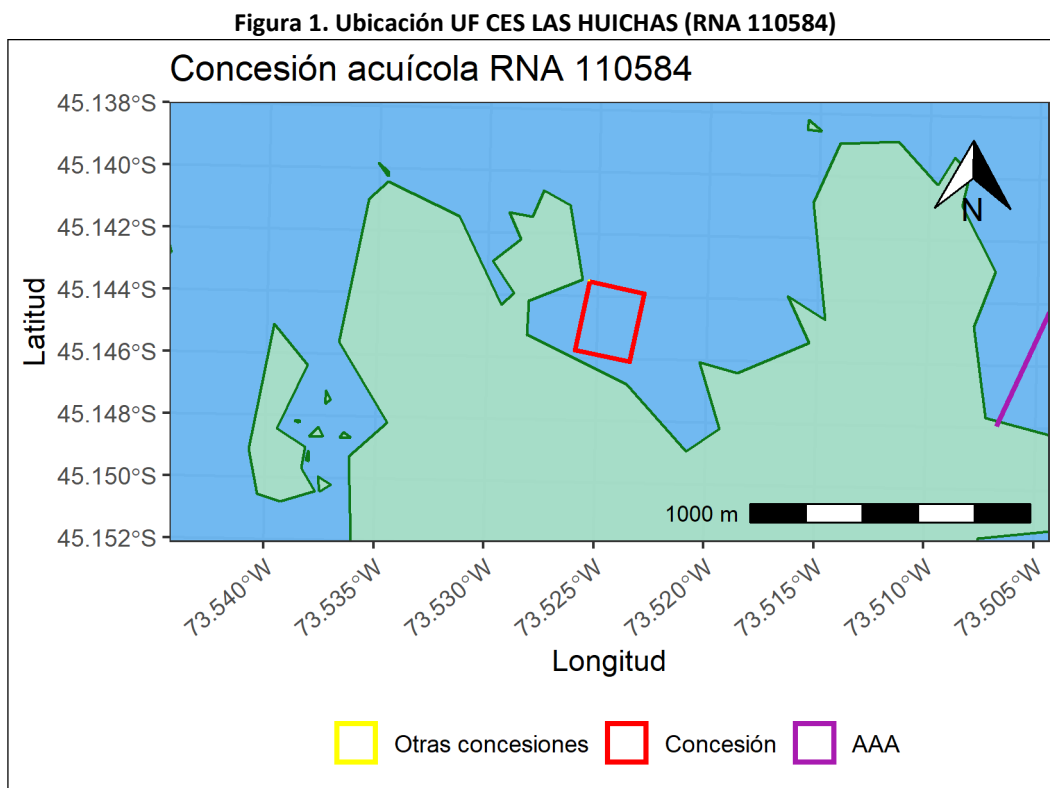 Figura 1. Ubicación UF CES LAS HUICHAS (RNA 110584)
Concesión acuícola RNA 110584
45.138°S
45.140°S
45.142°S
45.144°S
45.146°S
45.148°S
45.150°S
45.152°S
Latitud
N
1000 m
73.540°W
73.535°W
73.530°W
73.525°W
73.520°W
73.515°W
73.510°W
73.505°W
Longitud
Otras concesiones
Concesión
AAA